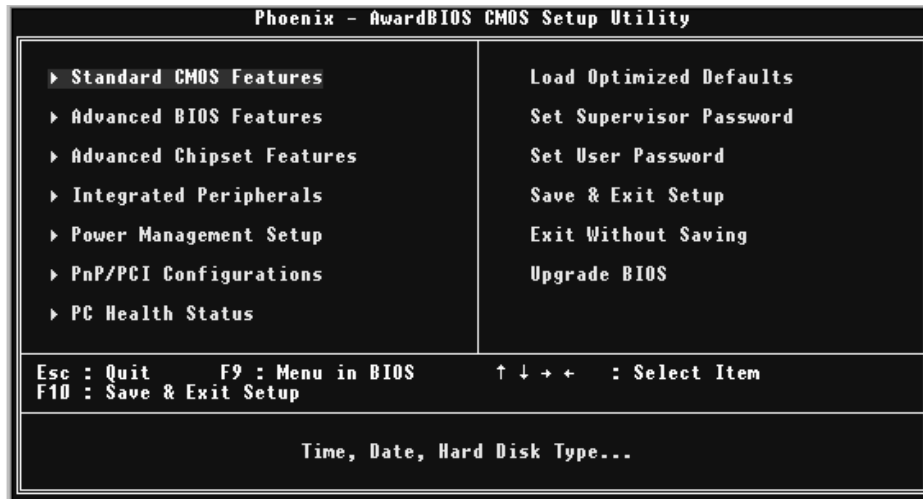 Phoenix - AwardBIOS CMOS Setup Utility
▸ Standard CMOS Features
▸ Advanced BIOS Features
▸ Advanced Chipset Features
▸ Integrated Peripherals
▸ Power Management Setup
▸ PnP/PCI Configurations
▸ PC Health Status
Load Optimized Defaults
Set Supervisor Password
Set User Password
Save & Exit Setup
Exit Without Saving
Upgrade BIOS
Esc : Quit F9 : Menu in BIOS ↑ ↓ → ← : Select Item
F10 : Save & Exit Setup
Time, Date, Hard Disk Type...